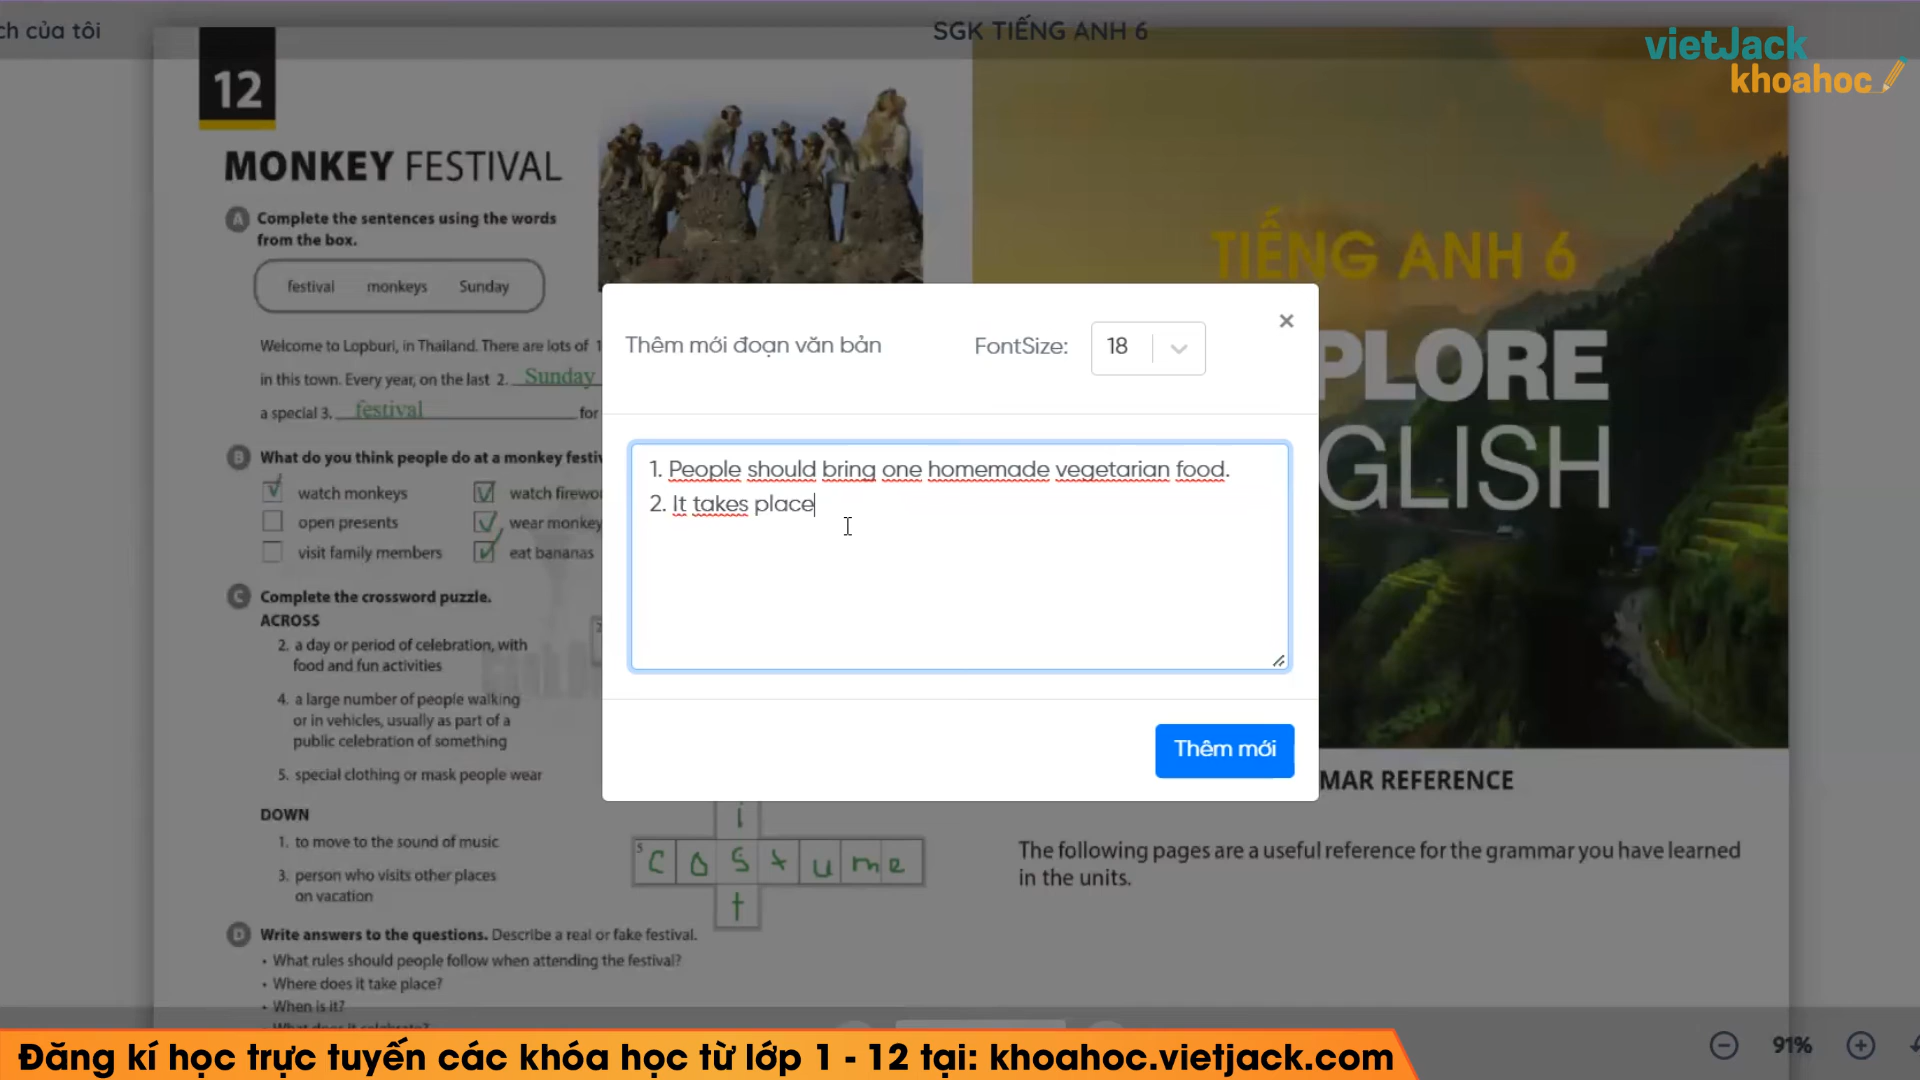 ch của tôi
SGK TIẾNG ANH 6
vietJack
khoahoc
12
MONKEY FESTIVAL
A Complete the sentences using the words
from the box.
festival monkeys Sunday
Welcome to Lopburi, in Thailand. There are lots of 1
in this town. Every year, on the last 2. Sunday
a special 3. festival for
B What do you think people do at a monkey festiv
watch monkeys
watch firewo
open presents
wear monkey
visit family members
eat bananas
C Complete the crossword puzzle.
ACROSS
2. a day or period of celebration, with
food and fun activities
4. a large number of people walking
or in vehicles, usually as part of a
public celebration of something
5. special clothing or mask people wear
DOWN
1. to move to the sound of music
3. person who visits other places
on vacation
i
5 c o s t u m e
t
D Write answers to the questions. Describe a real or fake festival.
• What rules should people follow when attending the festival?
• Where does it take place?
• When is it?
• What does it celebrate?
TIẾNG ANH 6
PLORE
GLISH
MAR REFERENCE
The following pages are a useful reference for the grammar you have learned
in the units.
Thêm mới đoạn văn bản
FontSize: 18
×
1. People should bring one homemade vegetarian food.
2. It takes place
Thêm mới
91%
Đăng kí học trực tuyến các khóa học từ lớp 1 - 12 tại: khoahoc.vietjack.com